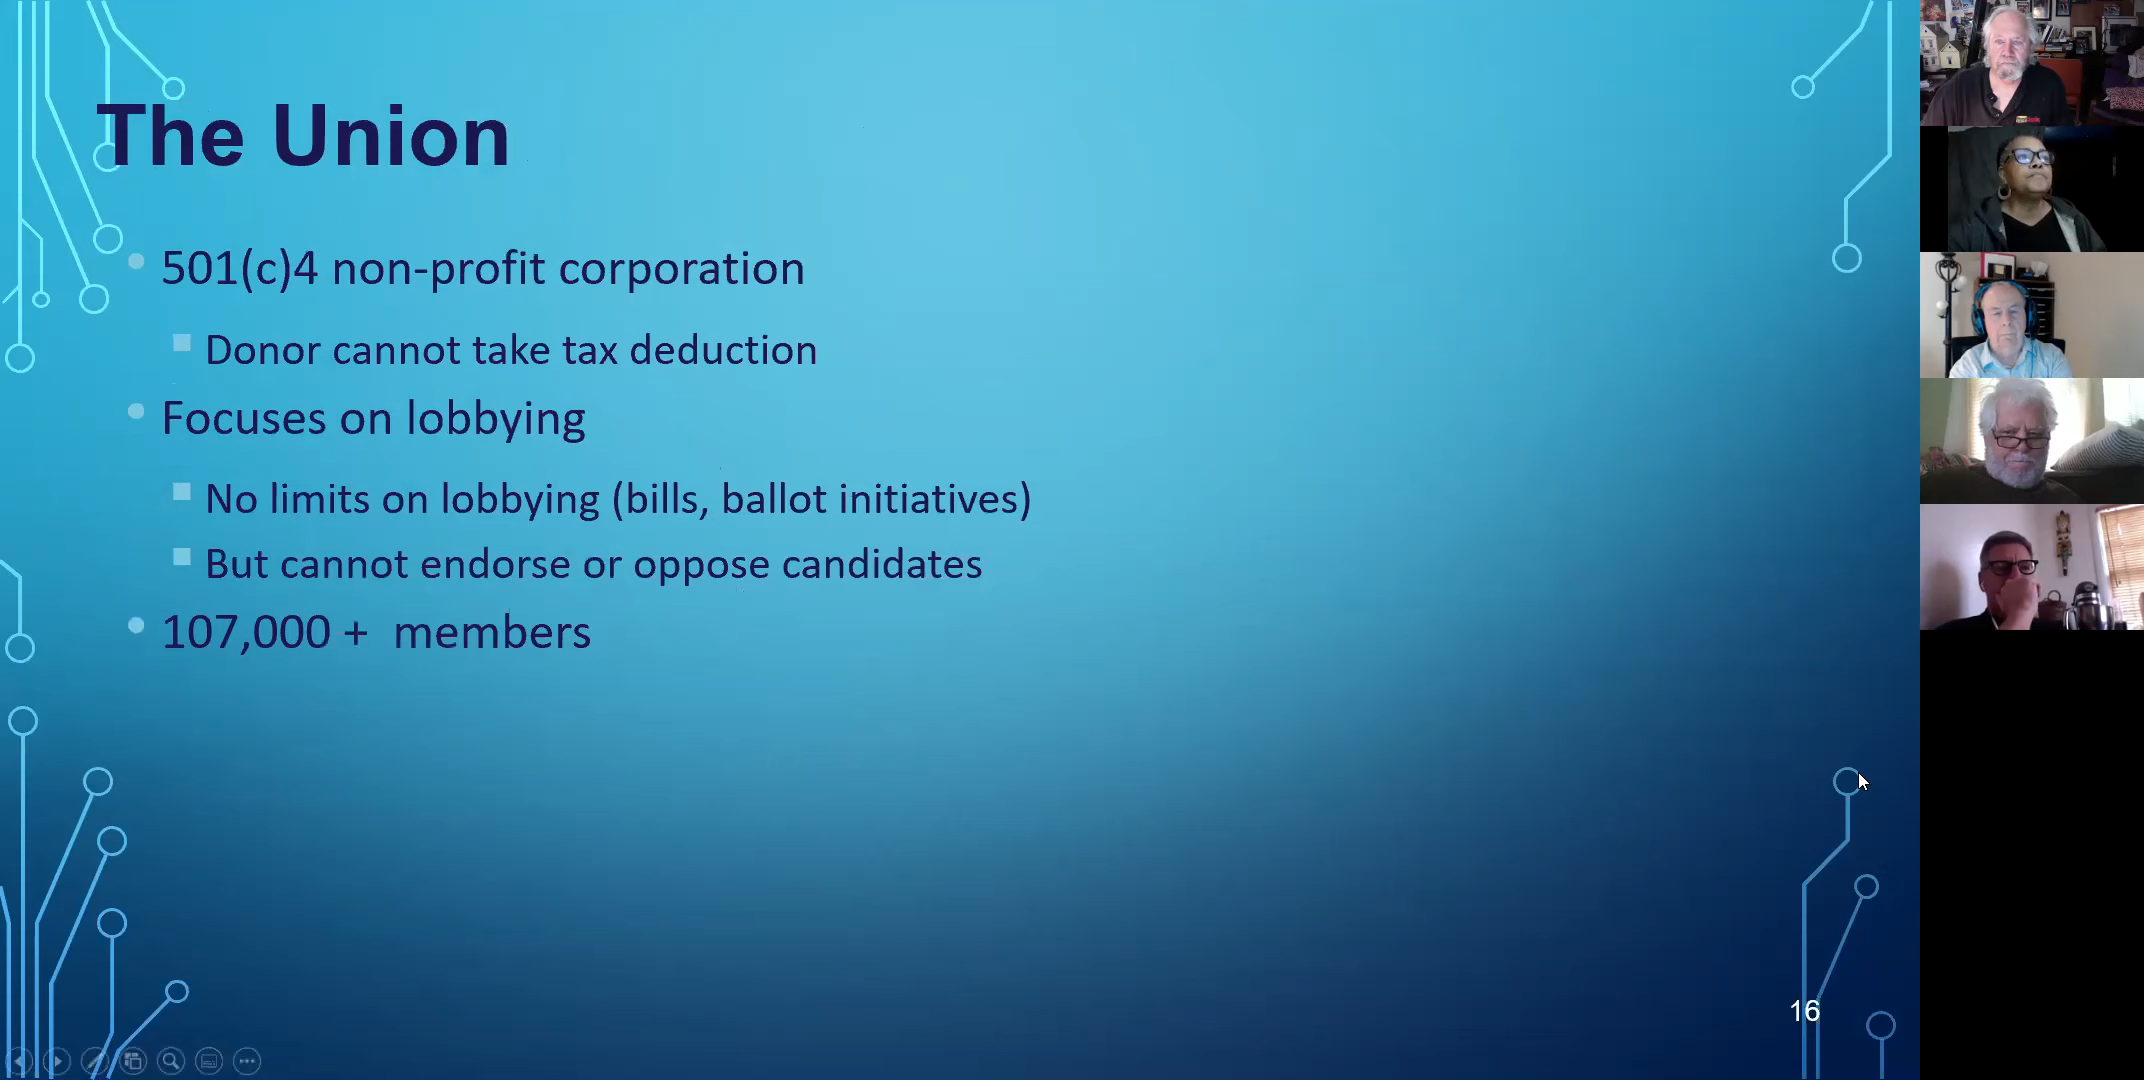 The Union
501(c)4 non-profit corporation
Donor cannot take tax deduction
Focuses on lobbying
No limits on lobbying (bills, ballot initiatives)
But cannot endorse or oppose candidates
107,000 +  members
16